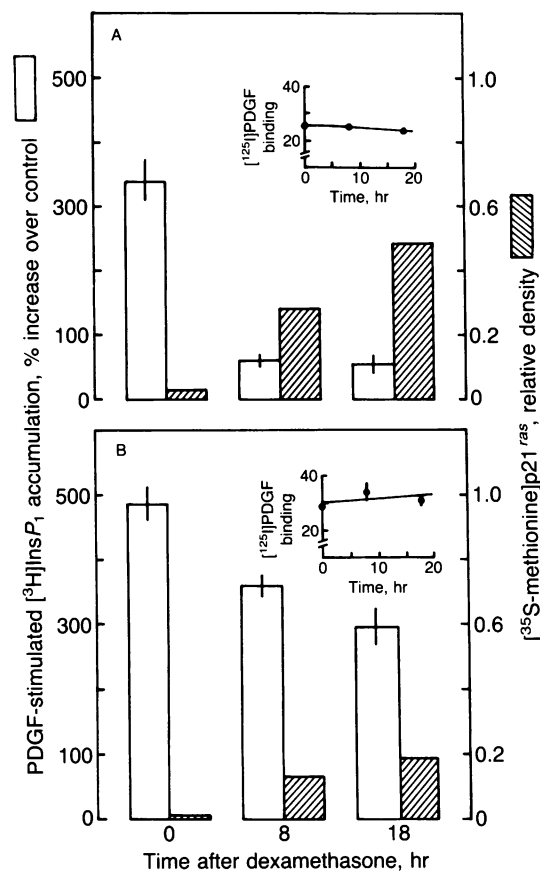 A
500
300
100
0
1.0
0.6
0.2
0
[¹²⁵I]PDGF
binding
40
20
0
10
20
Time, hr
B
500
300
100
0
1.0
0.6
0.2
0
[¹²⁵I]PDGF
binding
40
20
0
10
20
Time, hr
0
8
18
Time after dexamethasone, hr
PDGF-stimulated [³H]InsP₁ accumulation, % increase over control
[³⁵S-methionine]p21 ʳᵃˢ, relative density